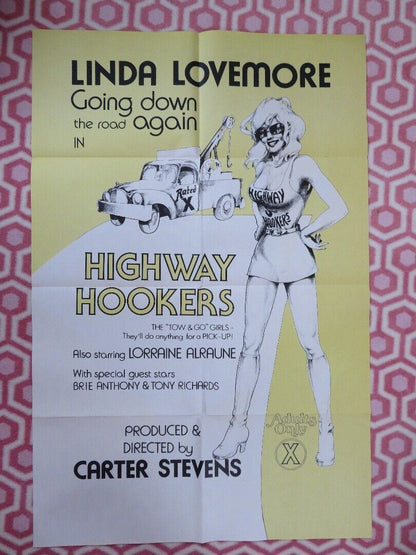 LINDA LOVEMORE
Going down
the road again
IN
Rated
X
HIGHWAY
HOOKERS
HIGHWAY
HOOKERS
THE "TOW & GO" GIRLS -
They'll do anything for a PICK-UP!
Also starring LORRAINE ALRAUNE
With special guest stars
BRIE ANTHONY & TONY RICHARDS
PRODUCED &
DIRECTED by
CARTER STEVENS
Adults
Only
X